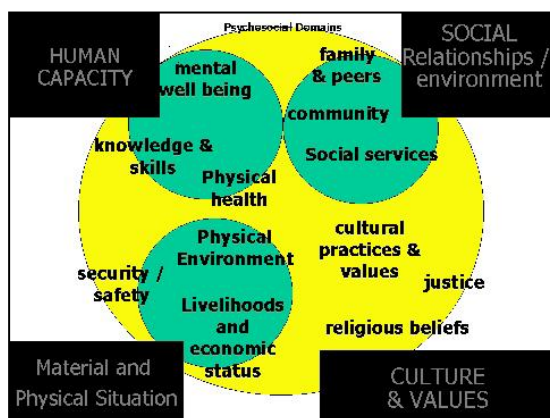 Psychosocial Domains
HUMAN
CAPACITY
SOCIAL
Relationships /
environment
mental
well being
family
& peers
community
knowledge &
skills
Social services
Physical
health
Physical
Environment
cultural
practices &
values
security /
safety
justice
Livelihoods
and
economic
status
religious beliefs
Material and
Physical Situation
CULTURE
& VALUES